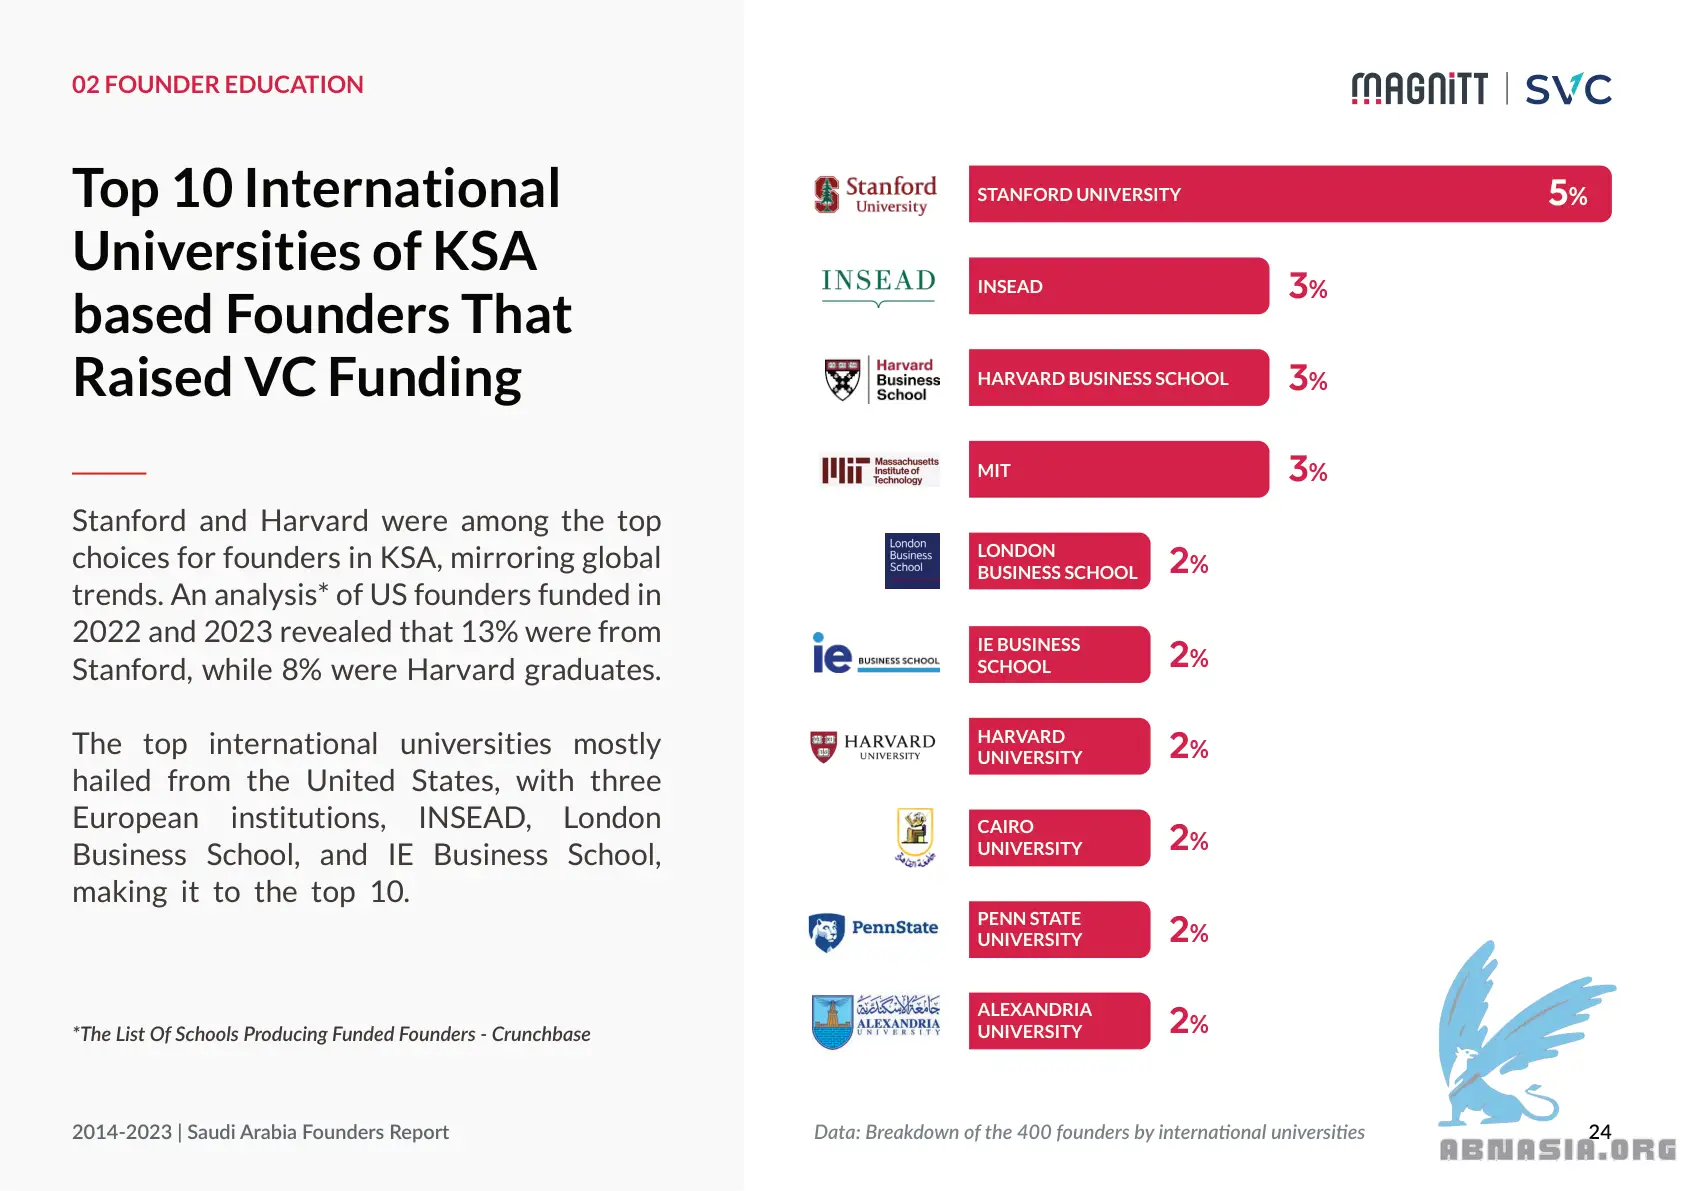 02 FOUNDER EDUCATION
MAGNiTT | SVC
Top 10 International
Universities of KSA
based Founders That
Raised VC Funding
Stanford and Harvard were among the top
choices for founders in KSA, mirroring global
trends. An analysis* of US founders funded in
2022 and 2023 revealed that 13% were from
Stanford, while 8% were Harvard graduates.
The top international universities mostly
hailed from the United States, with three
European institutions, INSEAD, London
Business School, and IE Business School,
making it to the top 10.
*The List Of Schools Producing Funded Founders - Crunchbase
2014-2023 | Saudi Arabia Founders Report
Stanford
University
STANFORD UNIVERSITY
5%
INSEAD
INSEAD
3%
Harvard
Business
School
HARVARD BUSINESS SCHOOL
3%
MIT
Massachusetts
Institute of
Technology
MIT
3%
London
Business
School
LONDON
BUSINESS SCHOOL
2%
ie BUSINESS SCHOOL
IE BUSINESS
SCHOOL
2%
HARVARD
UNIVERSITY
HARVARD
UNIVERSITY
2%
جامعة القاهرة
CAIRO
UNIVERSITY
2%
PennState
PENN STATE
UNIVERSITY
2%
جامعة الإسكندرية
ALEXANDRIA
UNIVERSITY
ALEXANDRIA
UNIVERSITY
2%
Data: Breakdown of the 400 founders by international universities
24
ABNASIA.ORG